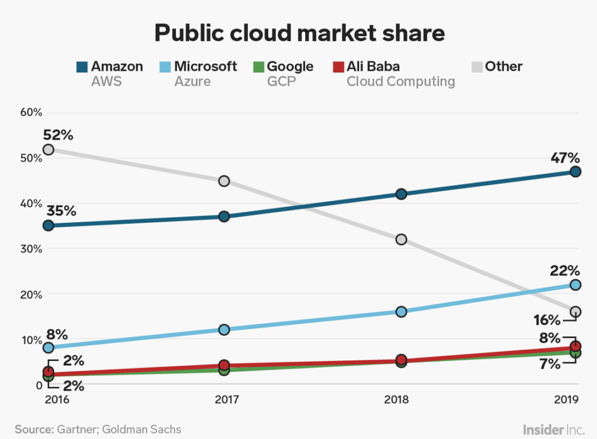 Public cloud market share
Amazon Microsoft Google Ali Baba Other
AWS Azure GCP Cloud Computing
60%
52%
50%
47%
40%
35%
30%
22%
20%
16%
10%
8%
8%
2%
7%
0
2%
2016 2017 2018 2019
Source: Gartner; Goldman Sachs
Insider Inc.